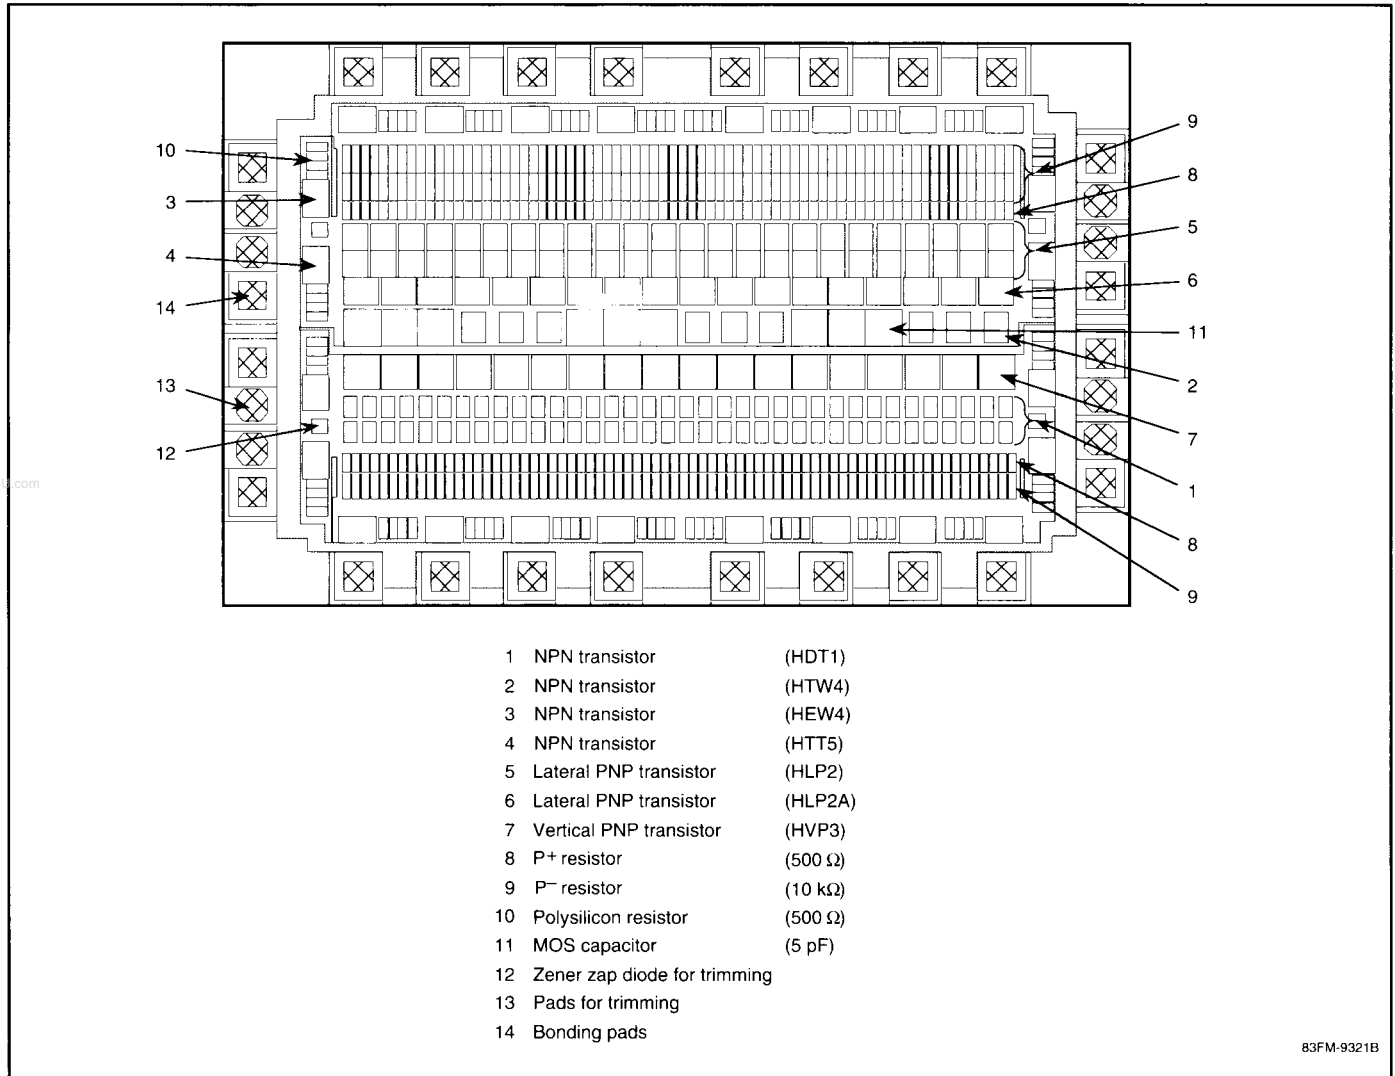 9
10
8
3
5
4
6
14
11
2
13
7
12
1
8
9
1 NPN transistor (HDT1)
2 NPN transistor (HTW4)
3 NPN transistor (HEW4)
4 NPN transistor (HTT5)
5 Lateral PNP transistor (HLP2)
6 Lateral PNP transistor (HLP2A)
7 Vertical PNP transistor (HVP3)
8 P+ resistor (500 Ω)
9 P− resistor (10 kΩ)
10 Polysilicon resistor (500 Ω)
11 MOS capacitor (5 pF)
12 Zener zap diode for trimming
13 Pads for trimming
14 Bonding pads
83FM-9321B